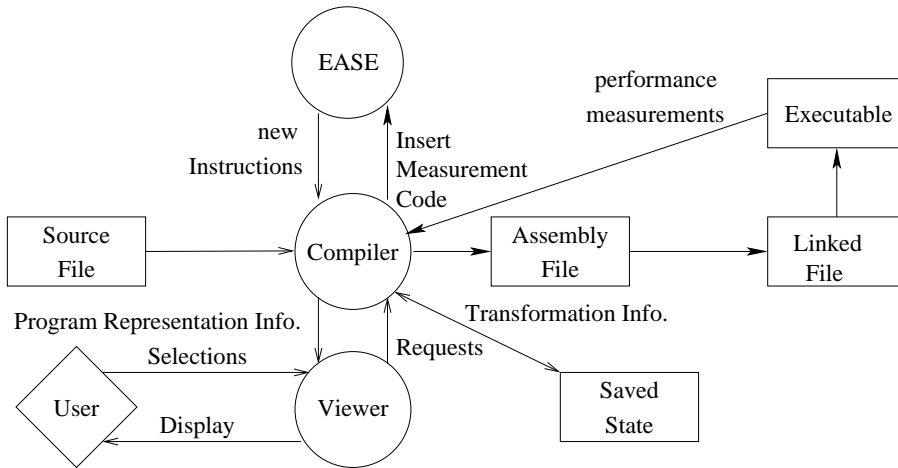 EASE
performance
measurements
Executable
new
Instructions
Insert
Measurement
Code
Source
File
Compiler
Assembly
File
Linked
File
Program Representation Info.
Transformation Info.
Selections
Requests
User
Viewer
Saved
State
Display